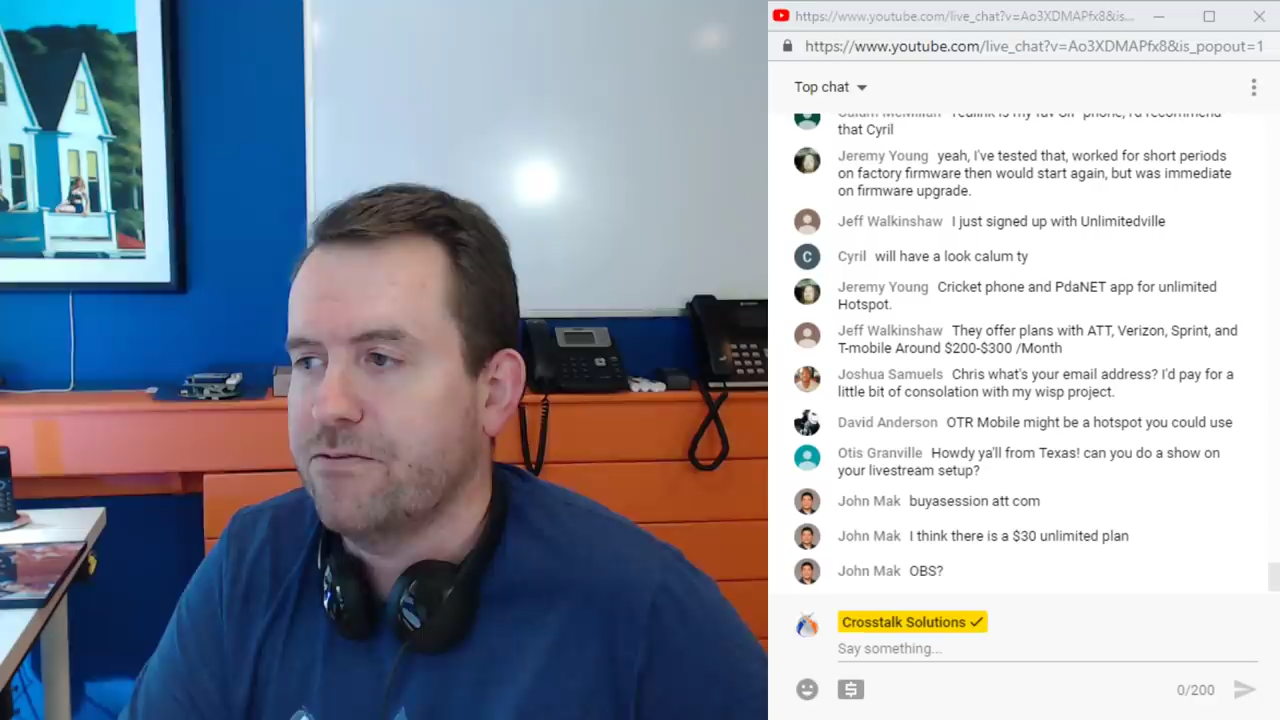 https://www.youtube.com/live_chat?v=Ao3XDMAPfx8&is...
https://www.youtube.com/live_chat?v=Ao3XDMAPfx8&is_popout=1
Top chat
that Cyril
Jeremy Young yeah, I've tested that, worked for short periods
on factory firmware then would start again, but was immediate
on firmware upgrade.
Jeff Walkinshaw I just signed up with Unlimitedville
C Cyril will have a look calum ty
Jeremy Young Cricket phone and PdaNET app for unlimited
Hotspot.
Jeff Walkinshaw They offer plans with ATT, Verizon, Sprint, and
T-mobile Around $200-$300 /Month
Joshua Samuels Chris what's your email address? I'd pay for a
little bit of consolation with my wisp project.
David Anderson OTR Mobile might be a hotspot you could use
Otis Granville Howdy ya'll from Texas! can you do a show on
your livestream setup?
John Mak buyasession att com
John Mak I think there is a $30 unlimited plan
John Mak OBS?
Crosstalk Solutions
Say something...
0/200